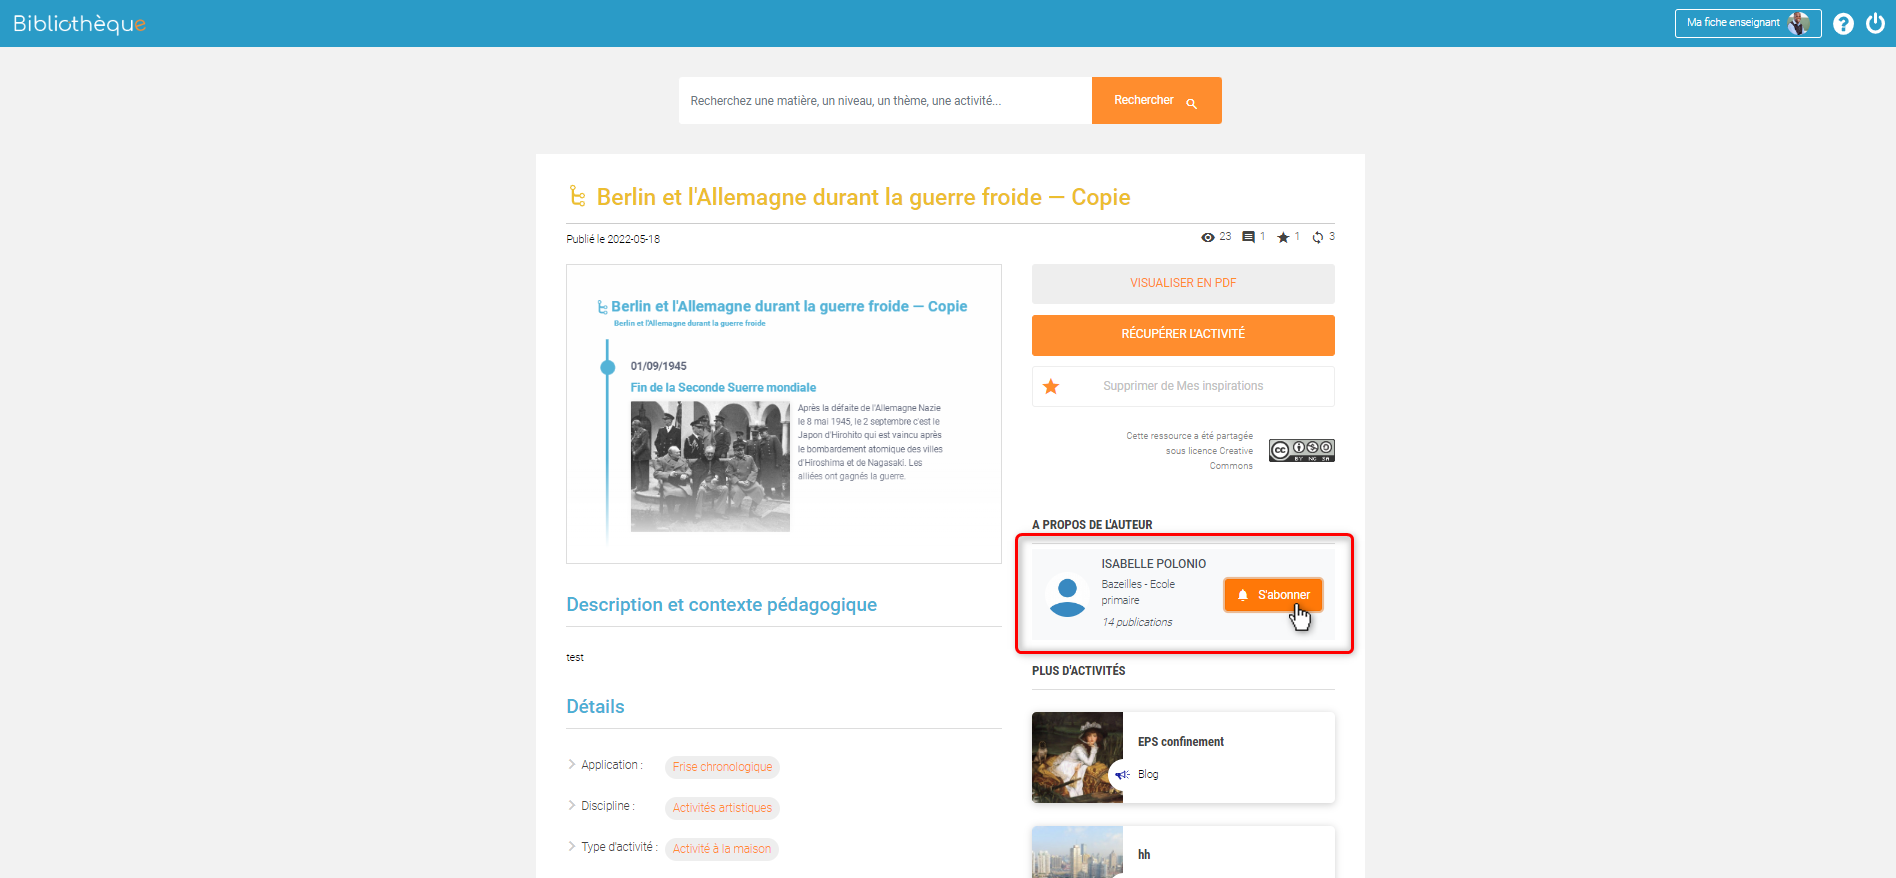 Bibliothèque
Ma fiche enseignant
?
Recherchez une matière, un niveau, un thème, une activité...
Rechercher
Berlin et l'Allemagne durant la guerre froide — Copie
Publié le 2022-05-18
23 1 1 3
Berlin et l'Allemagne durant la guerre froide — Copie
Berlin et l'Allemagne durant la guerre froide
01/09/1945
Fin de la Seconde Suerre mondiale
Après la défaite de l'Allemagne Nazie
le 8 mai 1945, le 2 septembre c'est le
Japon d'Hirohito qui est vaincu après
le bombardement atomique des villes
d'Hiroshima et de Nagasaki. Les
alliées ont gagnés la guerre.
VISUALISER EN PDF
RÉCUPÉRER L'ACTIVITÉ
Supprimer de Mes inspirations
Cette ressource a été partagée
sous licence Creative
Commons
cc
BY NC SA
A PROPOS DE L'AUTEUR
ISABELLE POLONIO
Bazeilles - Ecole
primaire
14 publications
S'abonner
Description et contexte pédagogique
test
Détails
Application : Frise chronologique
Discipline : Activités artistiques
Type d'activité : Activité à la maison
PLUS D'ACTIVITÉS
EPS confinement
Blog
hh